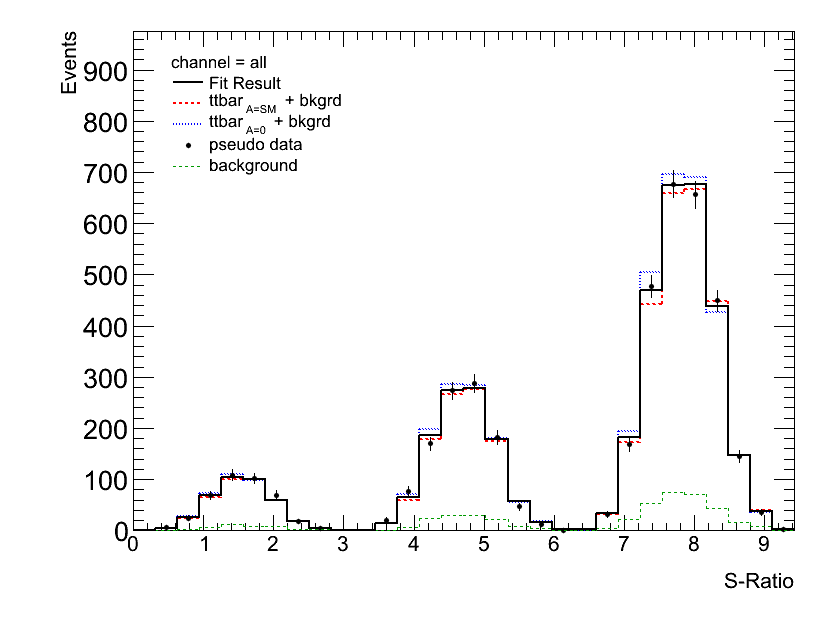 Events
channel = all
Fit Result
ttbar A=SM + bkgrd
ttbar A=0 + bkgrd
pseudo data
background
900
800
700
600
500
400
300
200
100
0
0 1 2 3 4 5 6 7 8 9
S-Ratio